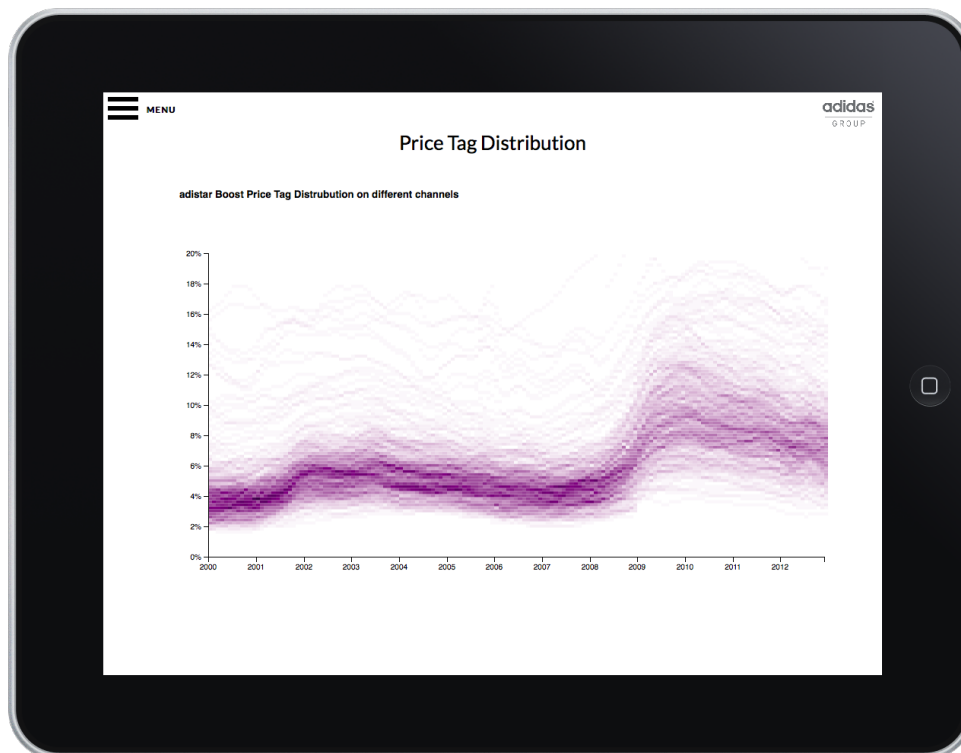 MENU
adidas
GROUP
Price Tag Distribution
adistar Boost Price Tag Distrubution on different channels
20%
18%
16%
14%
12%
10%
8%
6%
4%
2%
0%
2000 2001 2002 2003 2004 2005 2006 2007 2008 2009 2010 2011 2012